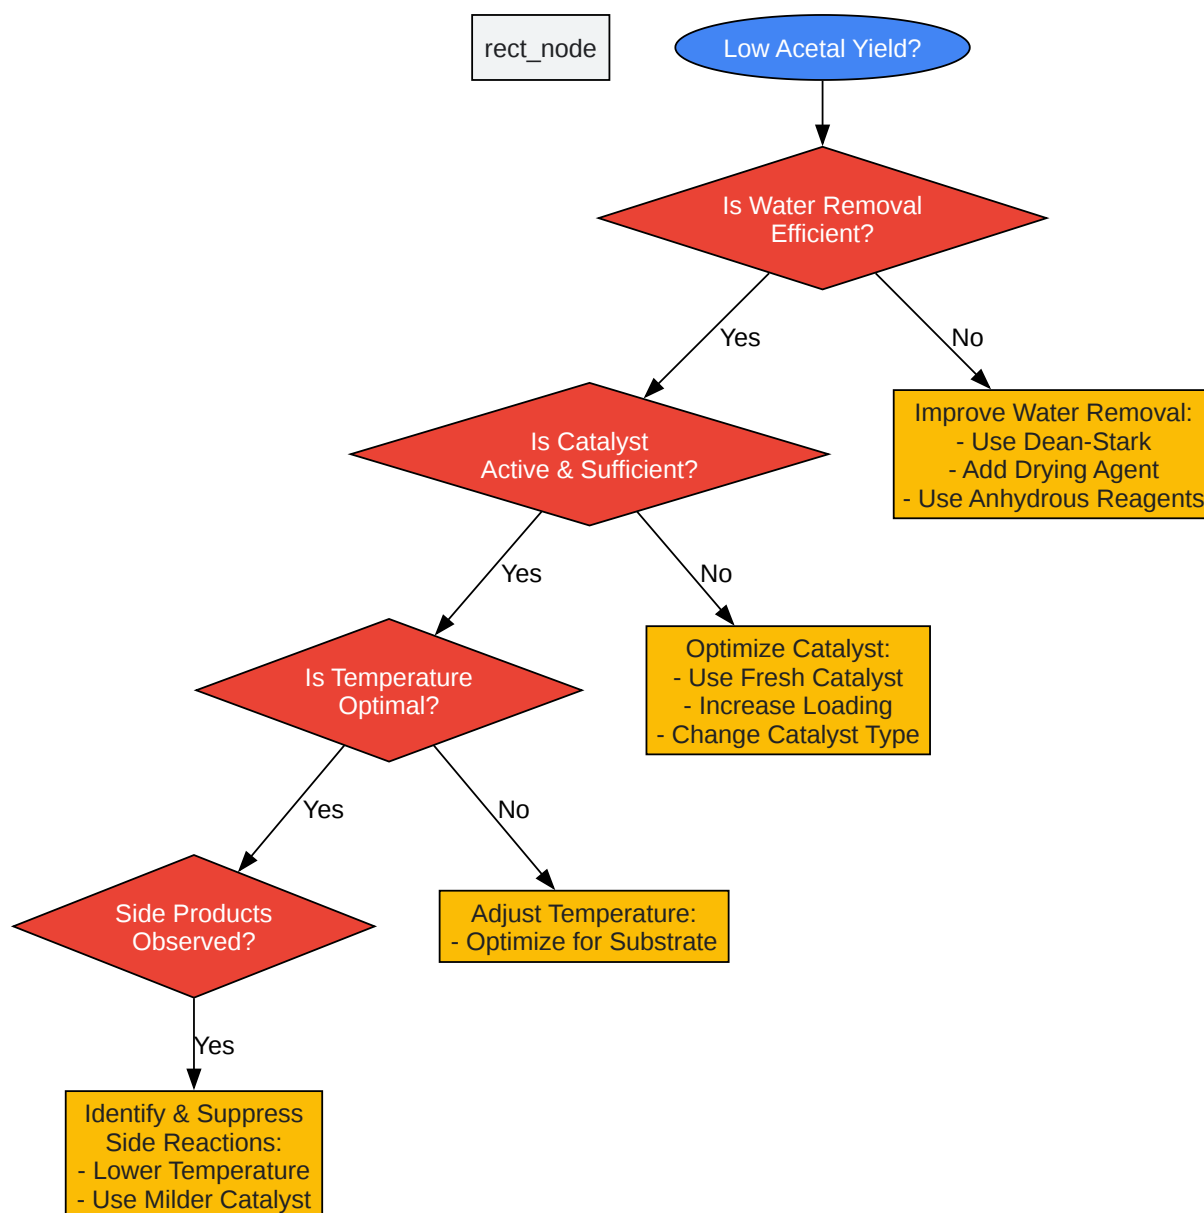 rect_node
Low Acetal Yield?
Is Water Removal
Efficient?
Yes
No
Is Catalyst
Active & Sufficient?
Improve Water Removal:
- Use Dean-Stark
- Add Drying Agent
- Use Anhydrous Reagents
Yes
No
Is Temperature
Optimal?
Optimize Catalyst:
- Use Fresh Catalyst
- Increase Loading
- Change Catalyst Type
Yes
No
Side Products
Observed?
Adjust Temperature:
- Optimize for Substrate
Yes
Identify & Suppress
Side Reactions:
- Lower Temperature
- Use Milder Catalyst